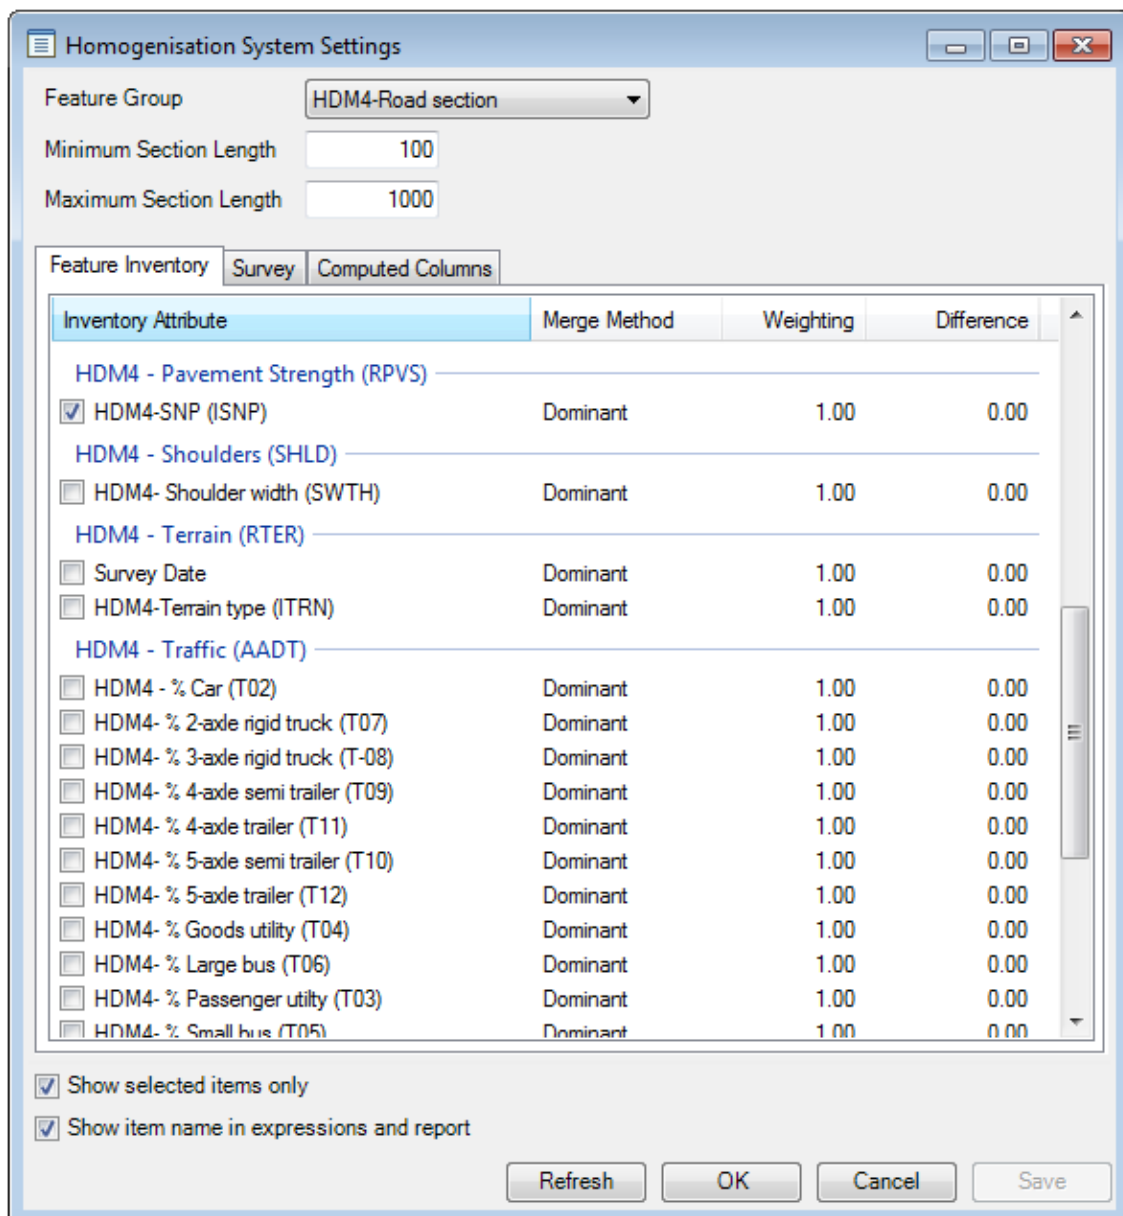 Homogenisation System Settings
Feature Group HDM4-Road section
Minimum Section Length 100
Maximum Section Length 1000
Feature Inventory Survey Computed Columns
Inventory Attribute Merge Method Weighting Difference
HDM4 - Pavement Strength (RPVS)
HDM4-SNP (ISNP) Dominant 1.00 0.00
HDM4 - Shoulders (SHLD)
HDM4- Shoulder width (SWTH) Dominant 1.00 0.00
HDM4 - Terrain (RTER)
Survey Date Dominant 1.00 0.00
HDM4-Terrain type (ITRN) Dominant 1.00 0.00
HDM4 - Traffic (AADT)
HDM4 - % Car (T02) Dominant 1.00 0.00
HDM4- % 2-axle rigid truck (T07) Dominant 1.00 0.00
HDM4- % 3-axle rigid truck (T-08) Dominant 1.00 0.00
HDM4- % 4-axle semi trailer (T09) Dominant 1.00 0.00
HDM4- % 4-axle trailer (T11) Dominant 1.00 0.00
HDM4- % 5-axle semi trailer (T10) Dominant 1.00 0.00
HDM4- % 5-axle trailer (T12) Dominant 1.00 0.00
HDM4- % Goods utility (T04) Dominant 1.00 0.00
HDM4- % Large bus (T06) Dominant 1.00 0.00
HDM4- % Passenger utilty (T03) Dominant 1.00 0.00
HDM4- % Small bus (T05) Dominant 1.00 0.00
Show selected items only
Show item name in expressions and report
Refresh OK Cancel Save